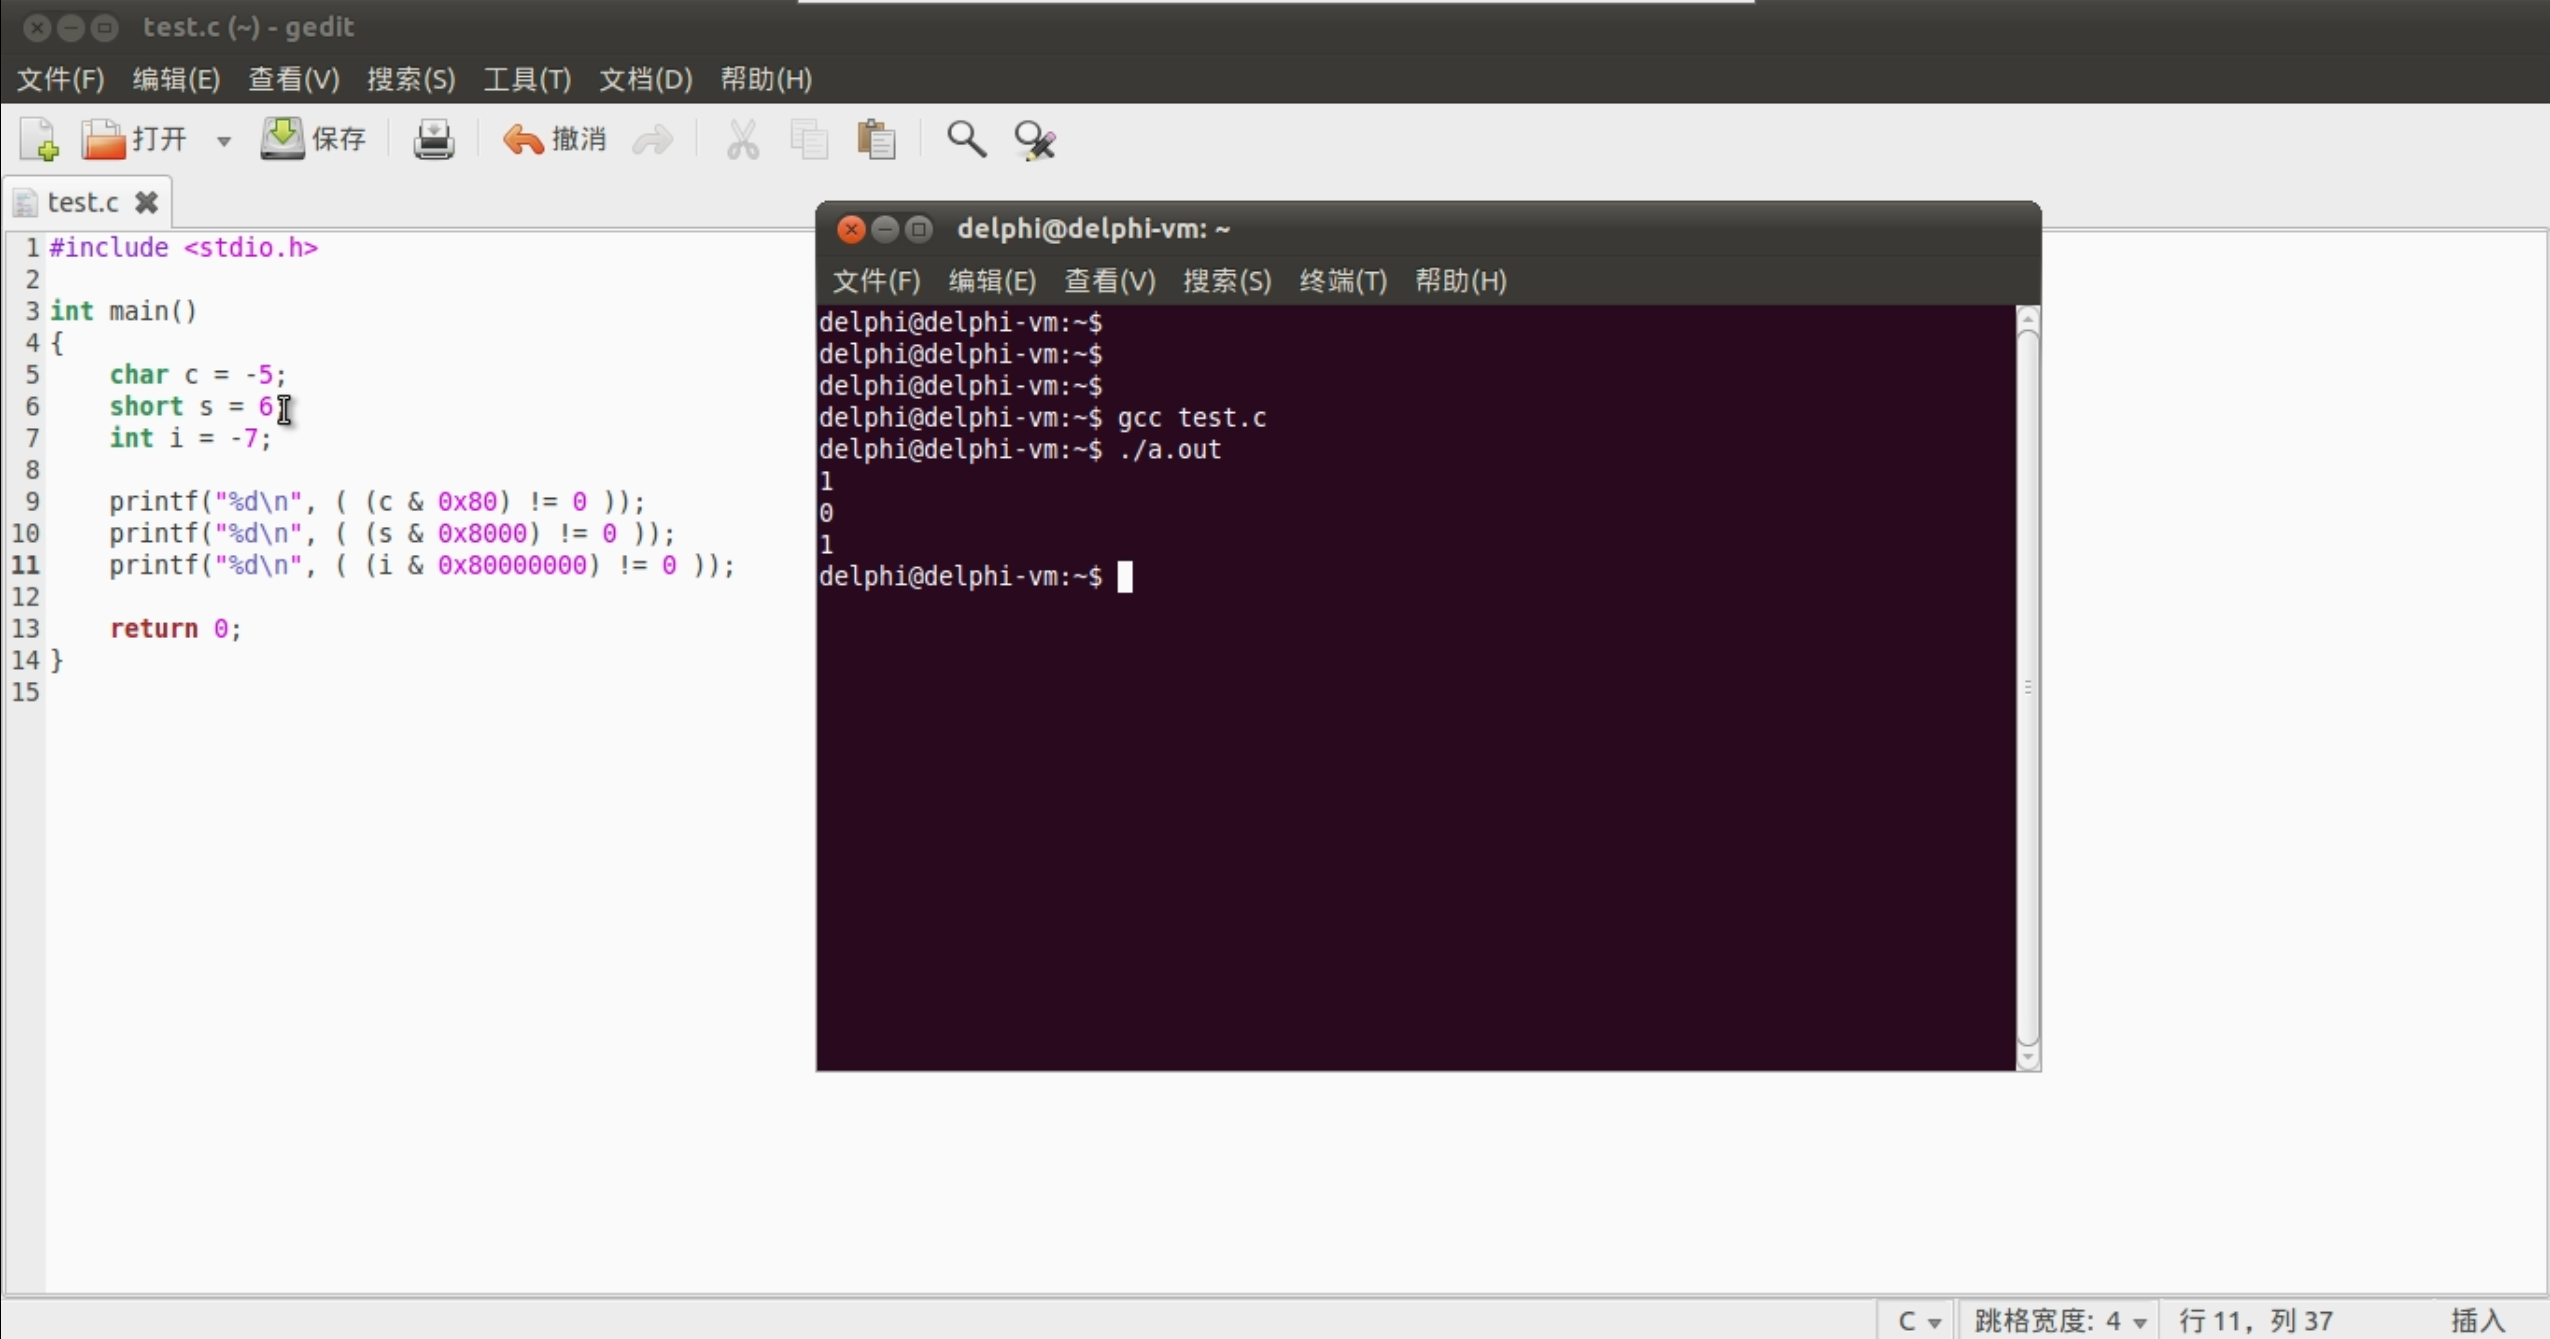 test.c (~) - gedit
文件(F) 编辑(E) 查看(V) 搜索(S) 工具(T) 文档(D) 帮助(H)
打开 保存 撤消
test.c
1 #include <stdio.h>
2
3 int main()
4 {
5     char c = -5;
6     short s = 6
7     int i = -7;
8
9     printf("%d\n", ( (c & 0x80) != 0 ));
10     printf("%d\n", ( (s & 0x8000) != 0 ));
11     printf("%d\n", ( (i & 0x80000000) != 0 ));
12
13     return 0;
14 }
15
delphi@delphi-vm: ~
文件(F) 编辑(E) 查看(V) 搜索(S) 终端(T) 帮助(H)
delphi@delphi-vm:~$
delphi@delphi-vm:~$
delphi@delphi-vm:~$
delphi@delphi-vm:~$ gcc test.c
delphi@delphi-vm:~$ ./a.out
1
0
1
delphi@delphi-vm:~$
C 跳格宽度: 4 行 11, 列 37 插入